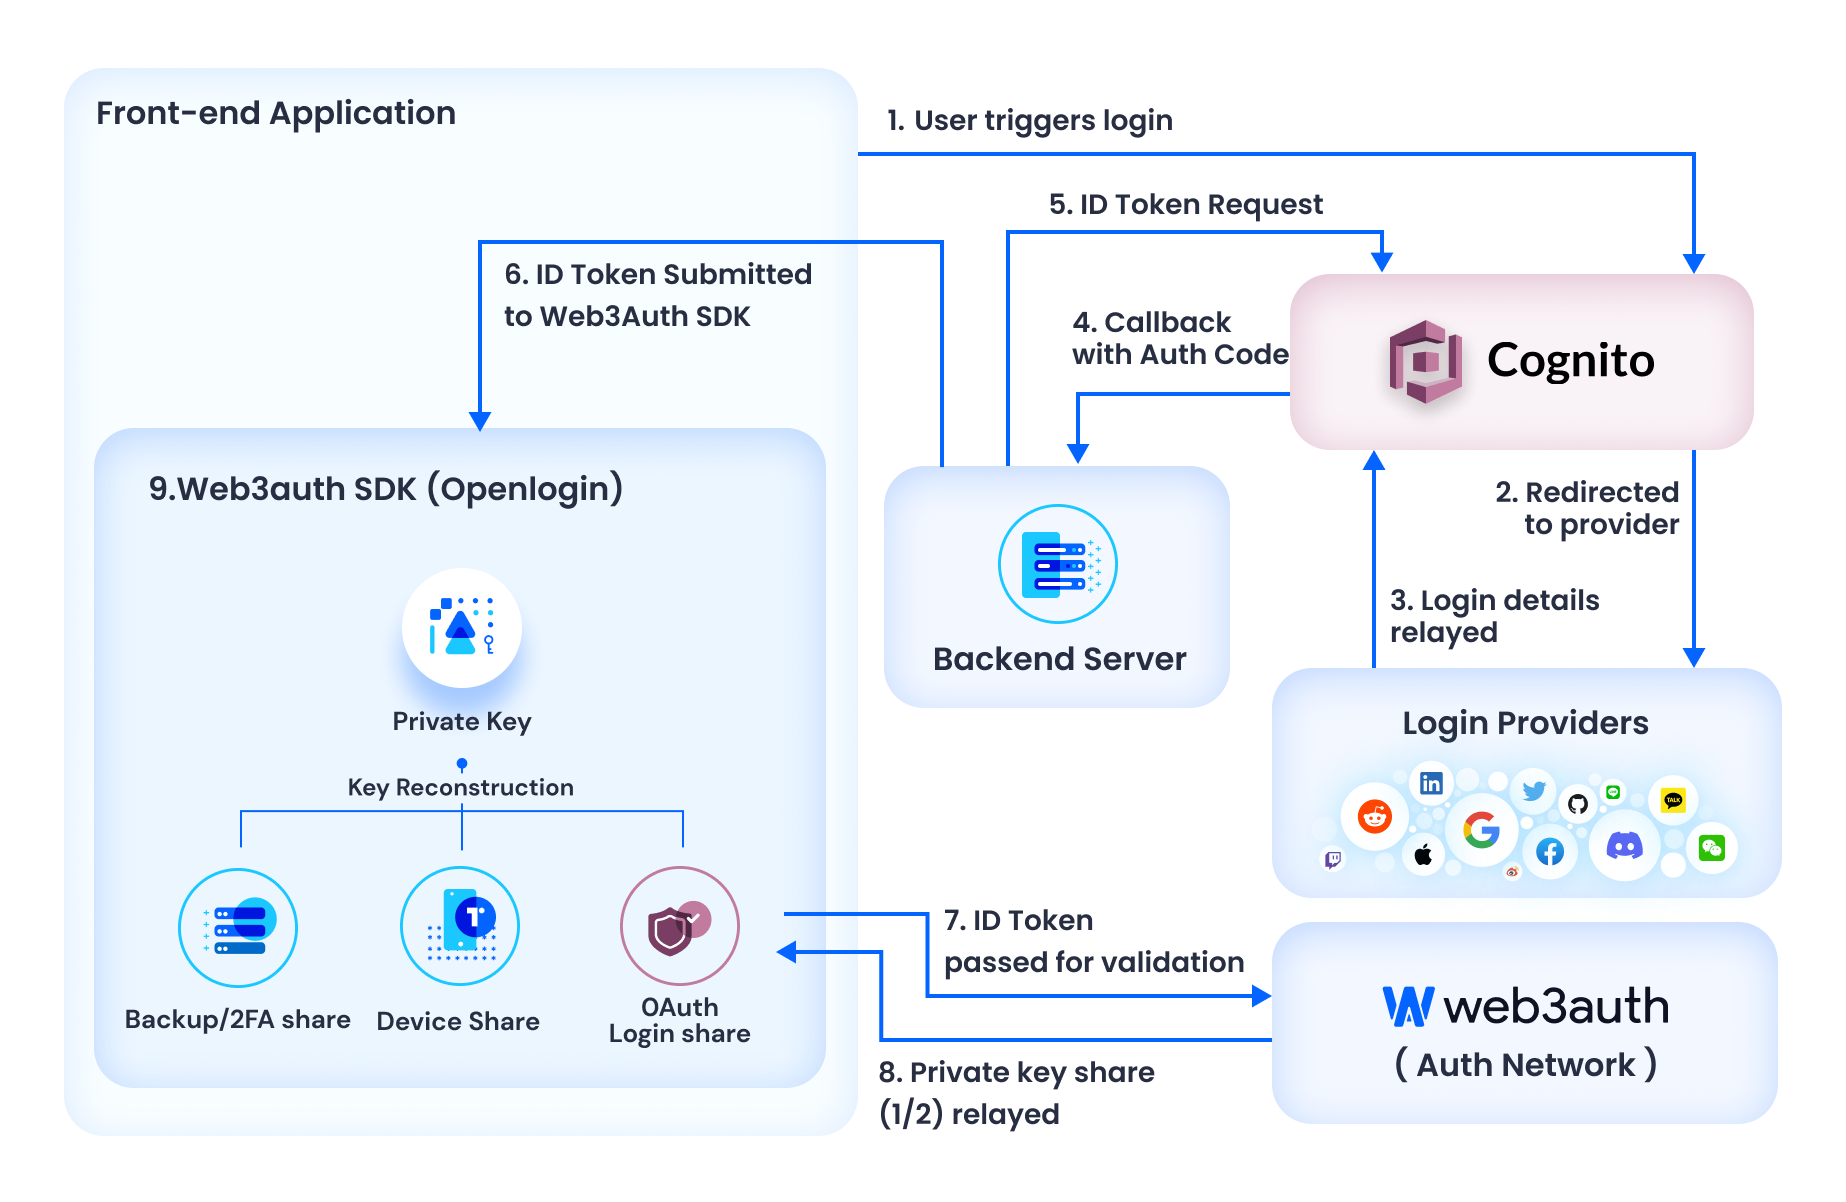 Front-end Application
1. User triggers login
5. ID Token Request
6. ID Token Submitted
to Web3Auth SDK
4. Callback
with Auth Code
Cognito
9.Web3auth SDK (Openlogin)
2. Redirected
to provider
3. Login details
relayed
Backend Server
Private Key
Login Providers
Key Reconstruction
in
TALK
7. ID Token
passed for validation
Backup/2FA share
Device Share
OAuth
Login share
web3auth
( Auth Network )
8. Private key share
(1/2) relayed